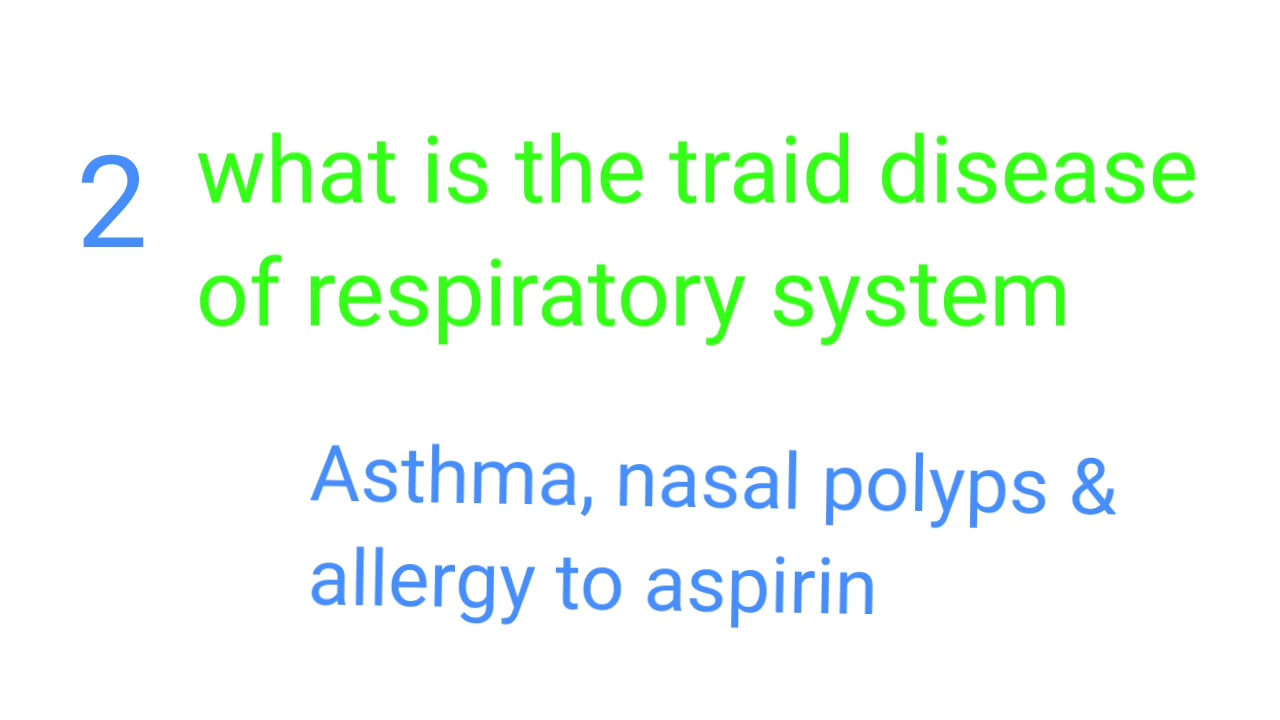 2 what is the traid disease
of respiratory system
Asthma, nasal polyps &
allergy to aspirin